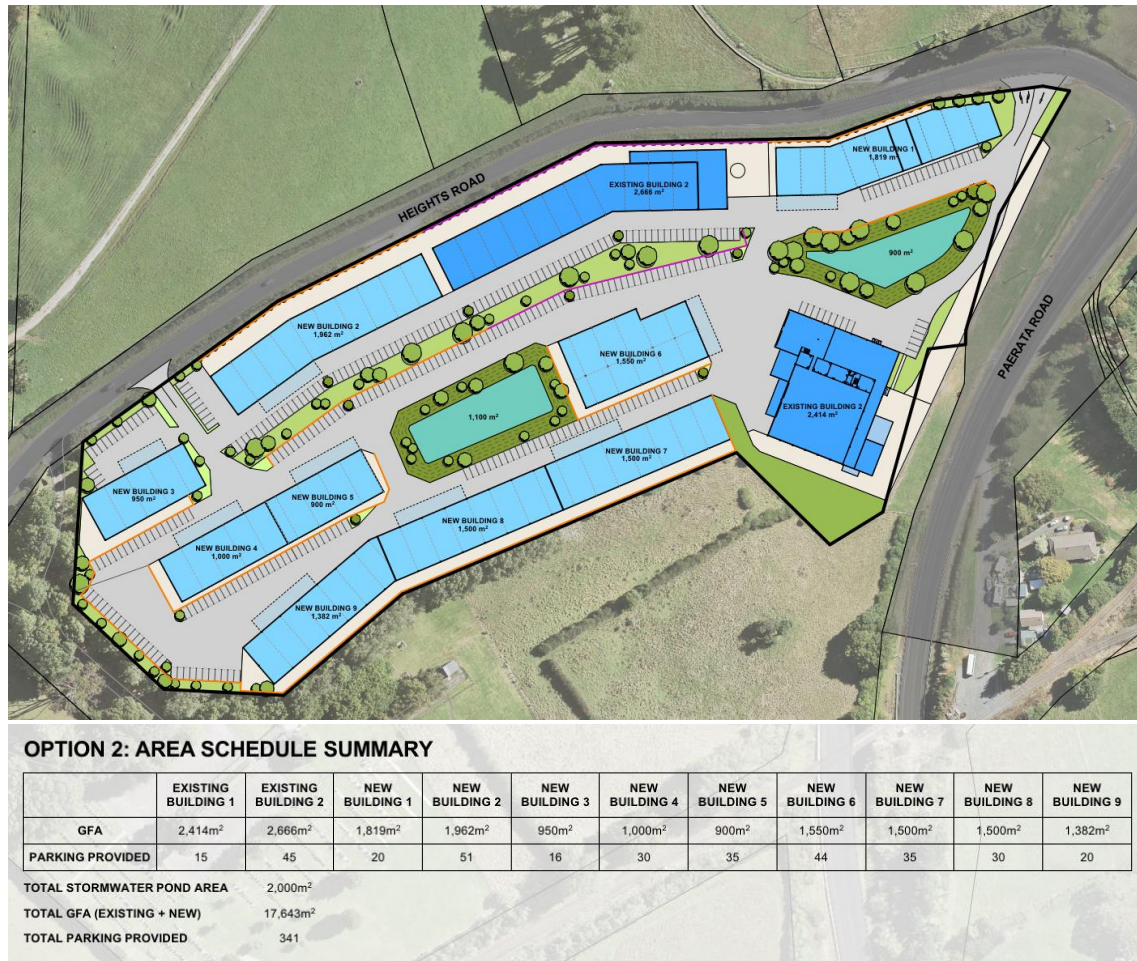 HEIGHTS ROAD
NEW BUILDING 1
1,819 m²
EXISTING BUILDING 2
2,666 m²
900 m²
PAERATA ROAD
NEW BUILDING 2
1,962 m²
NEW BUILDING 6
1,550 m²
1,100 m²
EXISTING BUILDING 2
2,414 m²
NEW BUILDING 7
1,500 m²
NEW BUILDING 3
950 m²
NEW BUILDING 5
900 m²
NEW BUILDING 8
1,500 m²
NEW BUILDING 4
1,000 m²
NEW BUILDING 9
1,382 m²
OPTION 2: AREA SCHEDULE SUMMARY
EXISTING BUILDING 1 EXISTING BUILDING 2 NEW BUILDING 1 NEW BUILDING 2 NEW BUILDING 3 NEW BUILDING 4 NEW BUILDING 5 NEW BUILDING 6 NEW BUILDING 7 NEW BUILDING 8 NEW BUILDING 9
GFA 2,414m² 2,666m² 1,819m² 1,962m² 950m² 1,000m² 900m² 1,550m² 1,500m² 1,500m² 1,382m²
PARKING PROVIDED 15 45 20 51 16 30 35 44 35 30 20
TOTAL STORMWATER POND AREA 2,000m²
TOTAL GFA (EXISTING + NEW) 17,643m²
TOTAL PARKING PROVIDED 341